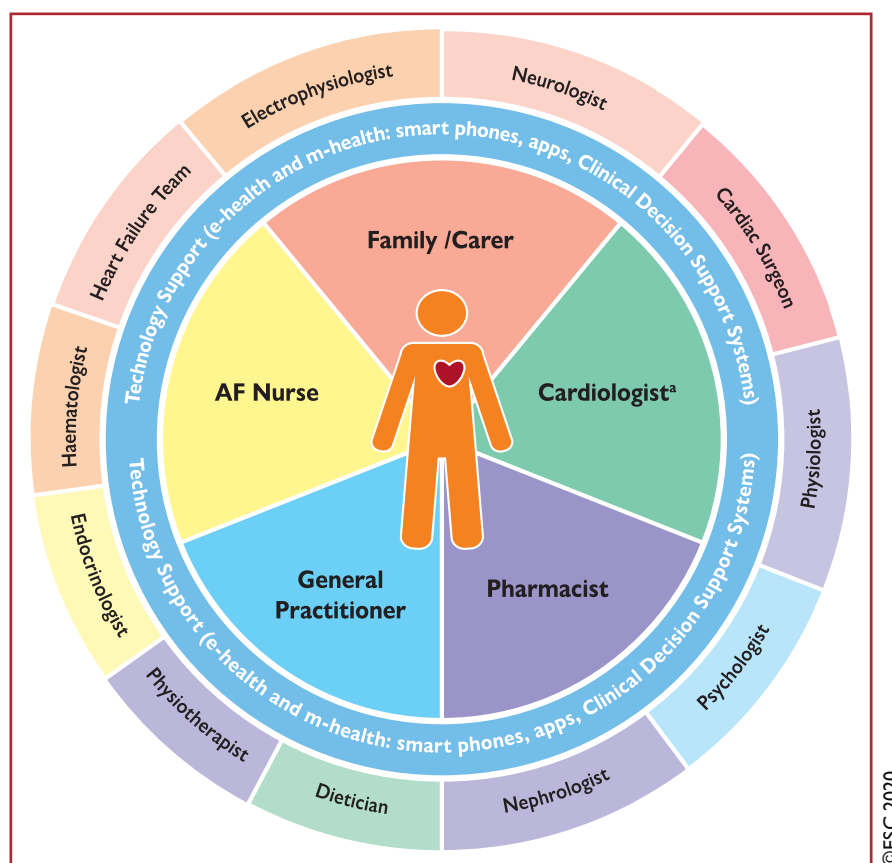 Electrophysiologist
Neurologist
Cardiac Surgeon
Physiologist
Psychologist
Nephrologist
Dietician
Physiotherapist
Endocrinologist
Haematologist
Heart Failure Team
Technology Support (e-health and m-health: smart phones, apps, Clinical Decision Support Systems)
Technology Support (e-health and m-health: smart phones, apps, Clinical Decision Support Systems)
Family /Carer
AF Nurse
Cardiologistª
General
Practitioner
Pharmacist
©ESC 2020